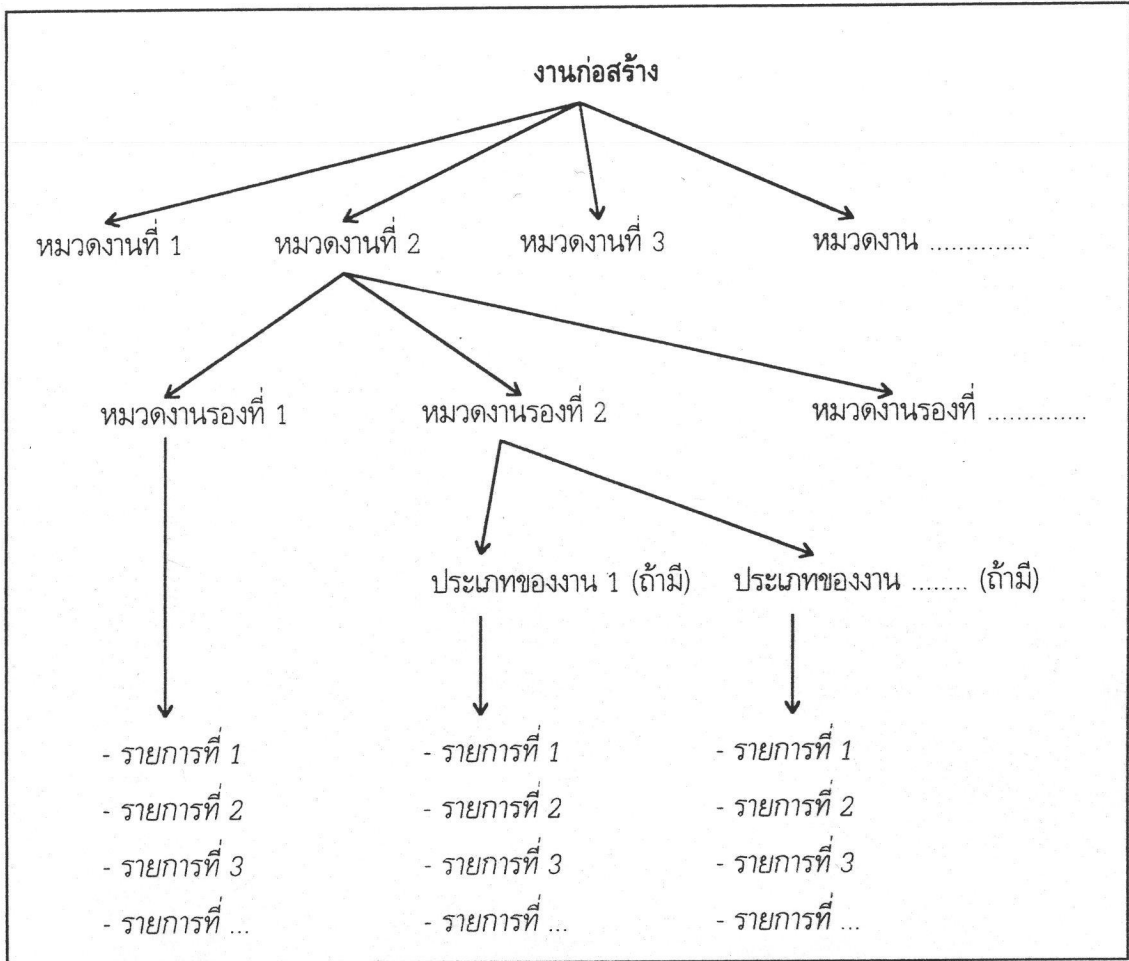 งานก่อสร้าง
หมวดงานที่ 1 หมวดงานที่ 2 หมวดงานที่ 3 หมวดงาน ..............
หมวดงานรองที่ 1 หมวดงานรองที่ 2 หมวดงานรองที่ ..............
ประเภทของงาน 1 (ถ้ามี) ประเภทของงาน ........ (ถ้ามี)
- รายการที่ 1 - รายการที่ 1 - รายการที่ 1
- รายการที่ 2 - รายการที่ 2 - รายการที่ 2
- รายการที่ 3 - รายการที่ 3 - รายการที่ 3
- รายการที่ ... - รายการที่ ... - รายการที่ ...